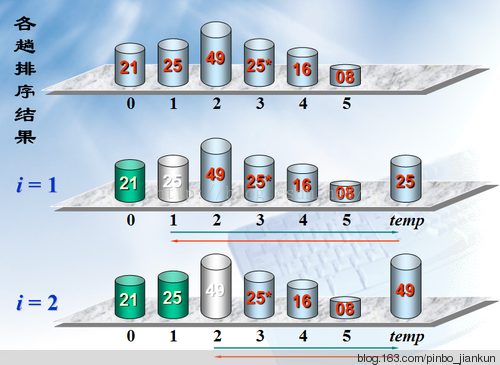 各趟排序结果
21 25 49 25* 16 08
0 1 2 3 4 5
i = 1
21 25 49 25* 16 08 25
0 1 2 3 4 5 temp
i = 2
21 25 49 25* 16 08 49
0 1 2 3 4 5 temp
blog.163.com/pinbo_jiankun